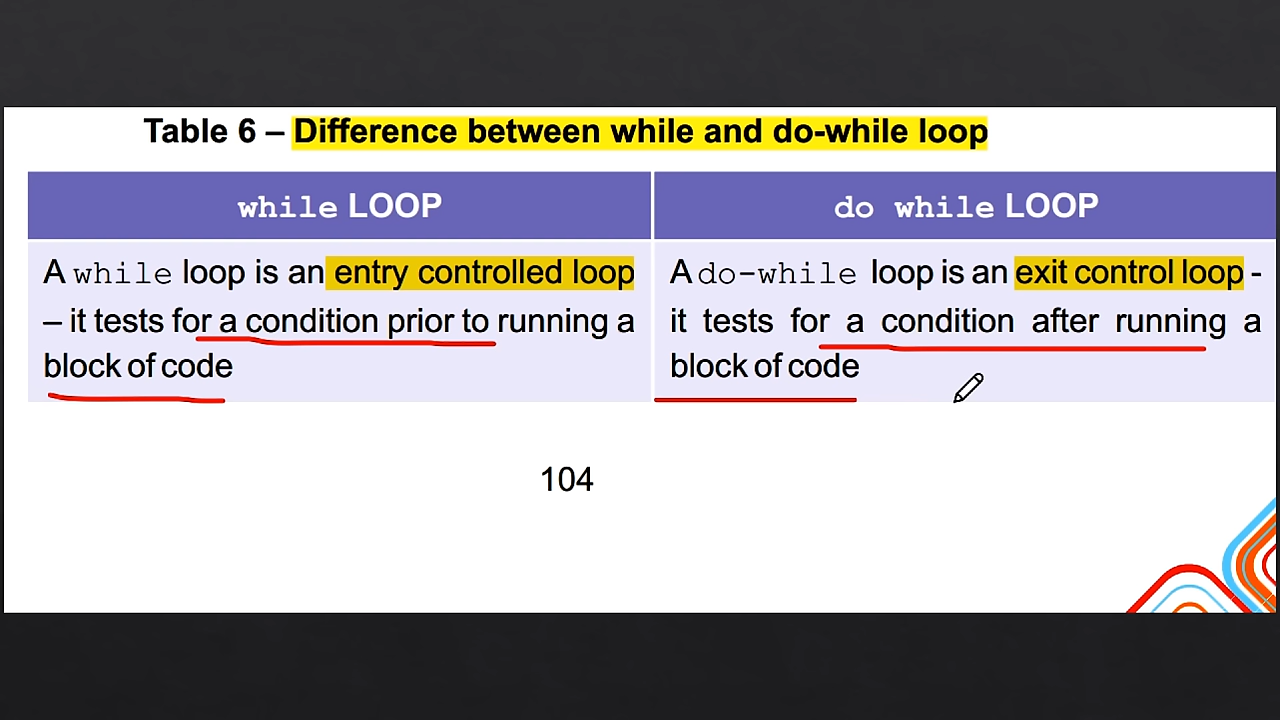 Table 6 – Difference between while and do-while loop
while LOOP
do while LOOP
A while loop is an entry controlled loop
– it tests for a condition prior to running a
block of code
A do-while loop is an exit control loop -
it tests for a condition after running a
block of code
104